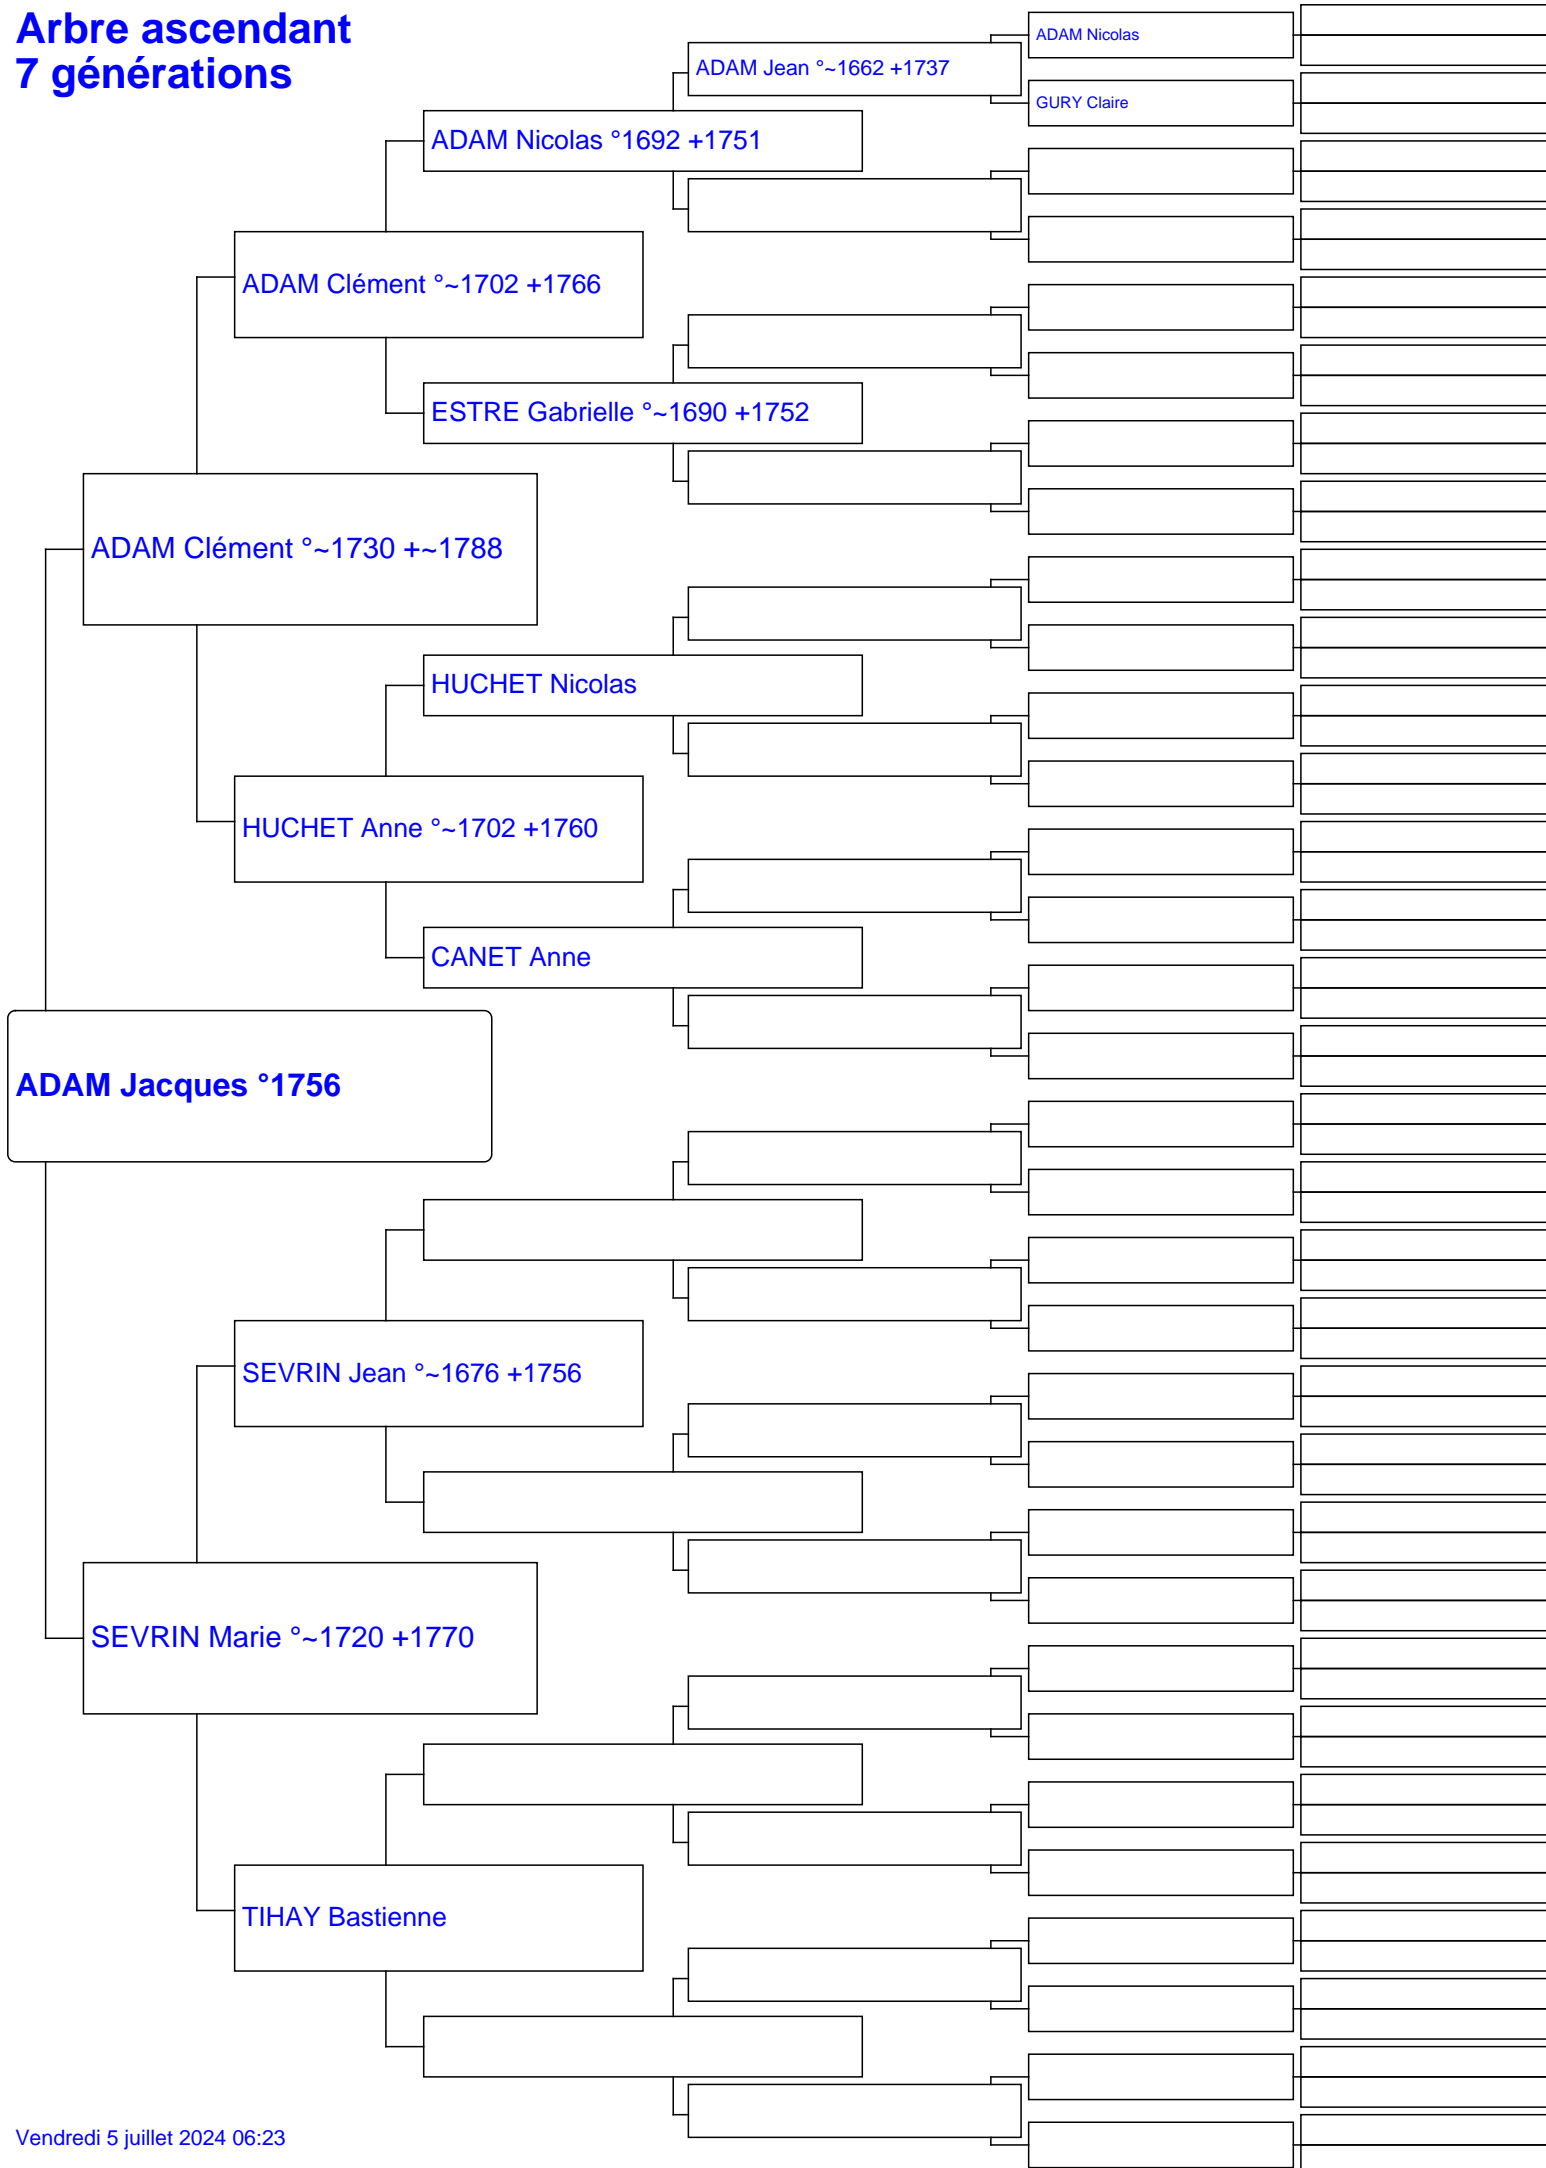 Arbre ascendant
7 générations
ADAM Nicolas
ADAM Jean °~1662 +1737
GURY Claire
ADAM Nicolas °1692 +1751
ADAM Clément °~1702 +1766
ESTRE Gabrielle °~1690 +1752
ADAM Clément °~1730 +~1788
HUCHET Nicolas
HUCHET Anne °~1702 +1760
CANET Anne
ADAM Jacques °1756
SEVRIN Jean °~1676 +1756
SEVRIN Marie °~1720 +1770
TIHAY Bastienne
Vendredi 5 juillet 2024 06:23